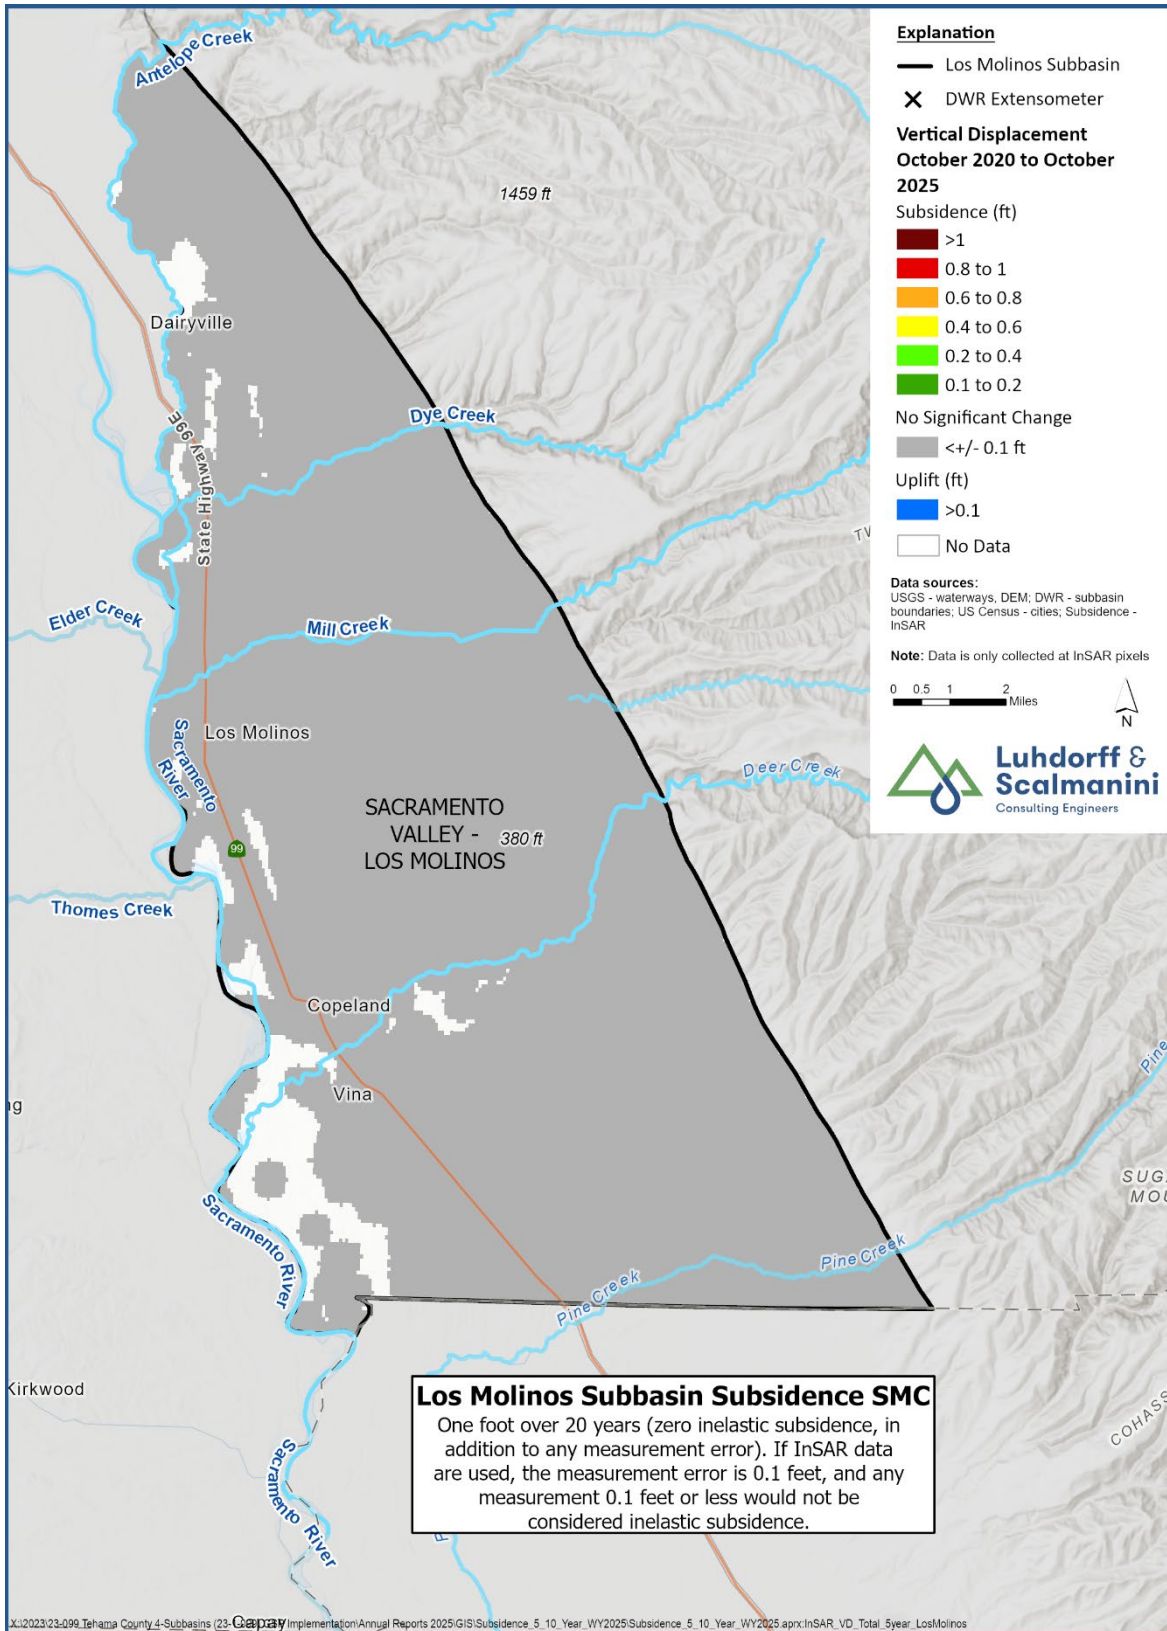 Explanation
Los Molinos Subbasin
DWR Extensometer
Vertical Displacement
October 2020 to October
2025
Subsidence (ft)
>1
0.8 to 1
0.6 to 0.8
0.4 to 0.6
0.2 to 0.4
0.1 to 0.2
No Significant Change
<+/- 0.1 ft
Uplift (ft)
>0.1
No Data
Data sources:
USGS - waterways, DEM; DWR - subbasin
boundaries; US Census - cities; Subsidence -
InSAR
Note: Data is only collected at InSAR pixels
0 0.5 1 2
Miles
N
Luhdorff &
Scalmanini
Consulting Engineers
Antelope Creek
1459 ft
Dairyville
Dye Creek
State Highway 99E
Elder Creek
Mill Creek
Sacramento
River
Los Molinos
Deer Creek
SACRAMENTO
VALLEY -
LOS MOLINOS
380 ft
99
Thomes Creek
Copeland
Vina
Pine
Sacramento River
Pine Creek
Pine Creek
Kirkwood
Sacramento River
Los Molinos Subbasin Subsidence SMC
One foot over 20 years (zero inelastic subsidence, in
addition to any measurement error). If InSAR data
are used, the measurement error is 0.1 feet, and any
measurement 0.1 feet or less would not be
considered inelastic subsidence.
Capay